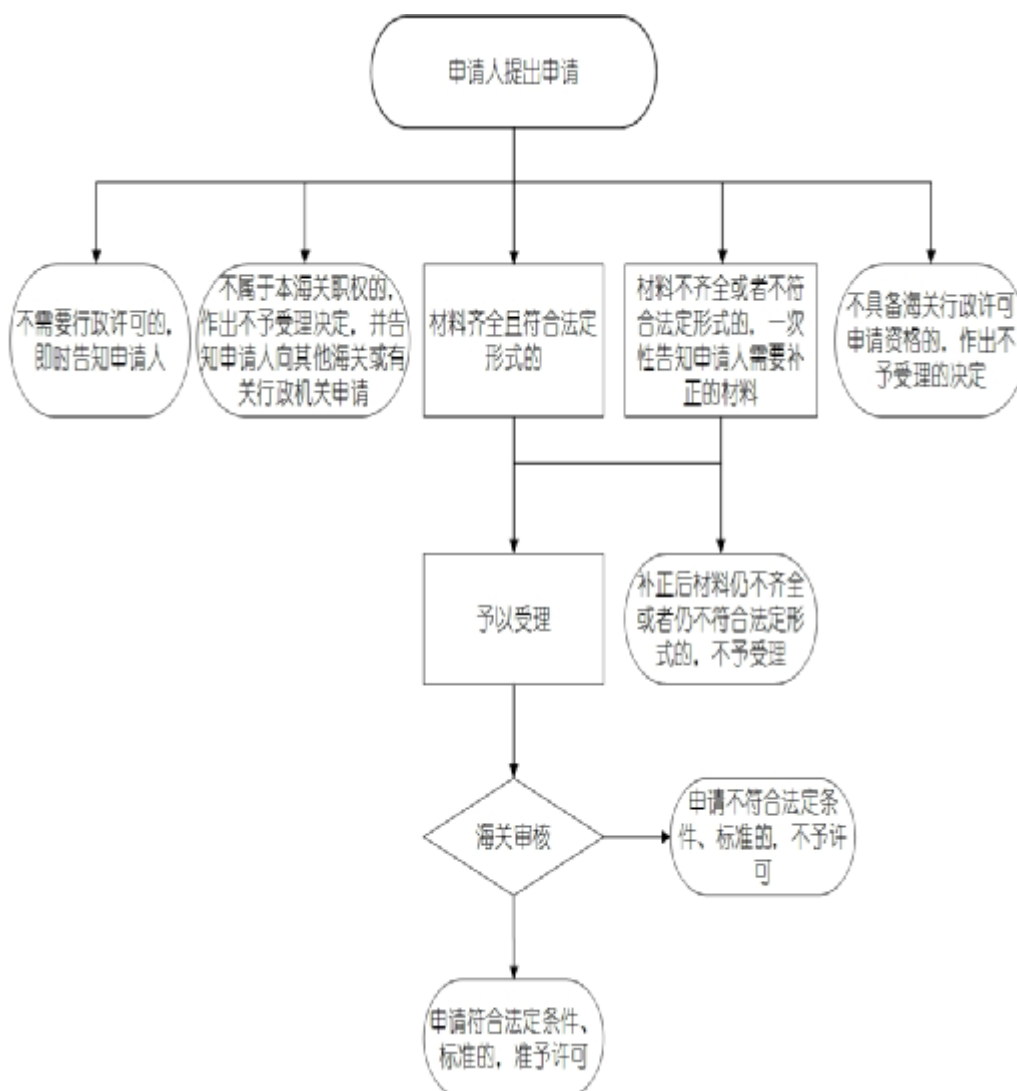 申请人提出申请
不需要行政许可的，
即时告知申请人
不属于本海关职权的，
作出不予受理决定，并告
知申请人向其他海关或有
关行政机关申请
材料齐全且符合法定
形式的
材料不齐全或者不符
合法定形式的，一次
性告知申请人需要补
正的材料
不具备海关行政许可
申请资格的，作出不
予受理的决定
予以受理
补正后材料仍不齐全
或者仍不符合法定形
式的，不予受理
海关审核
申请不符合法定条
件、标准的，不予许
可
申请符合法定条件、
标准的，准予许可